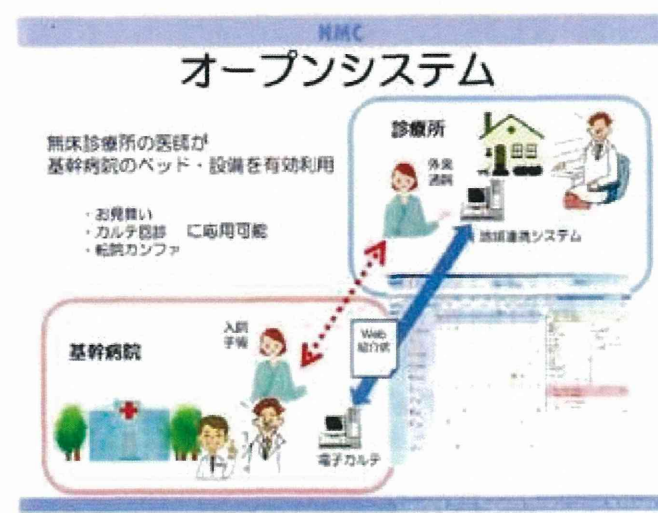 NMC
オープンシステム
無床診療所の医師が
基幹病院のベッド・設備を有効利用
・お見舞い
・カルテ回診 に応用可能
・転院カンファ
診療所
外来
通院
地域連携システム
入院
手術
基幹病院
Web
紹介状
電子カルテ